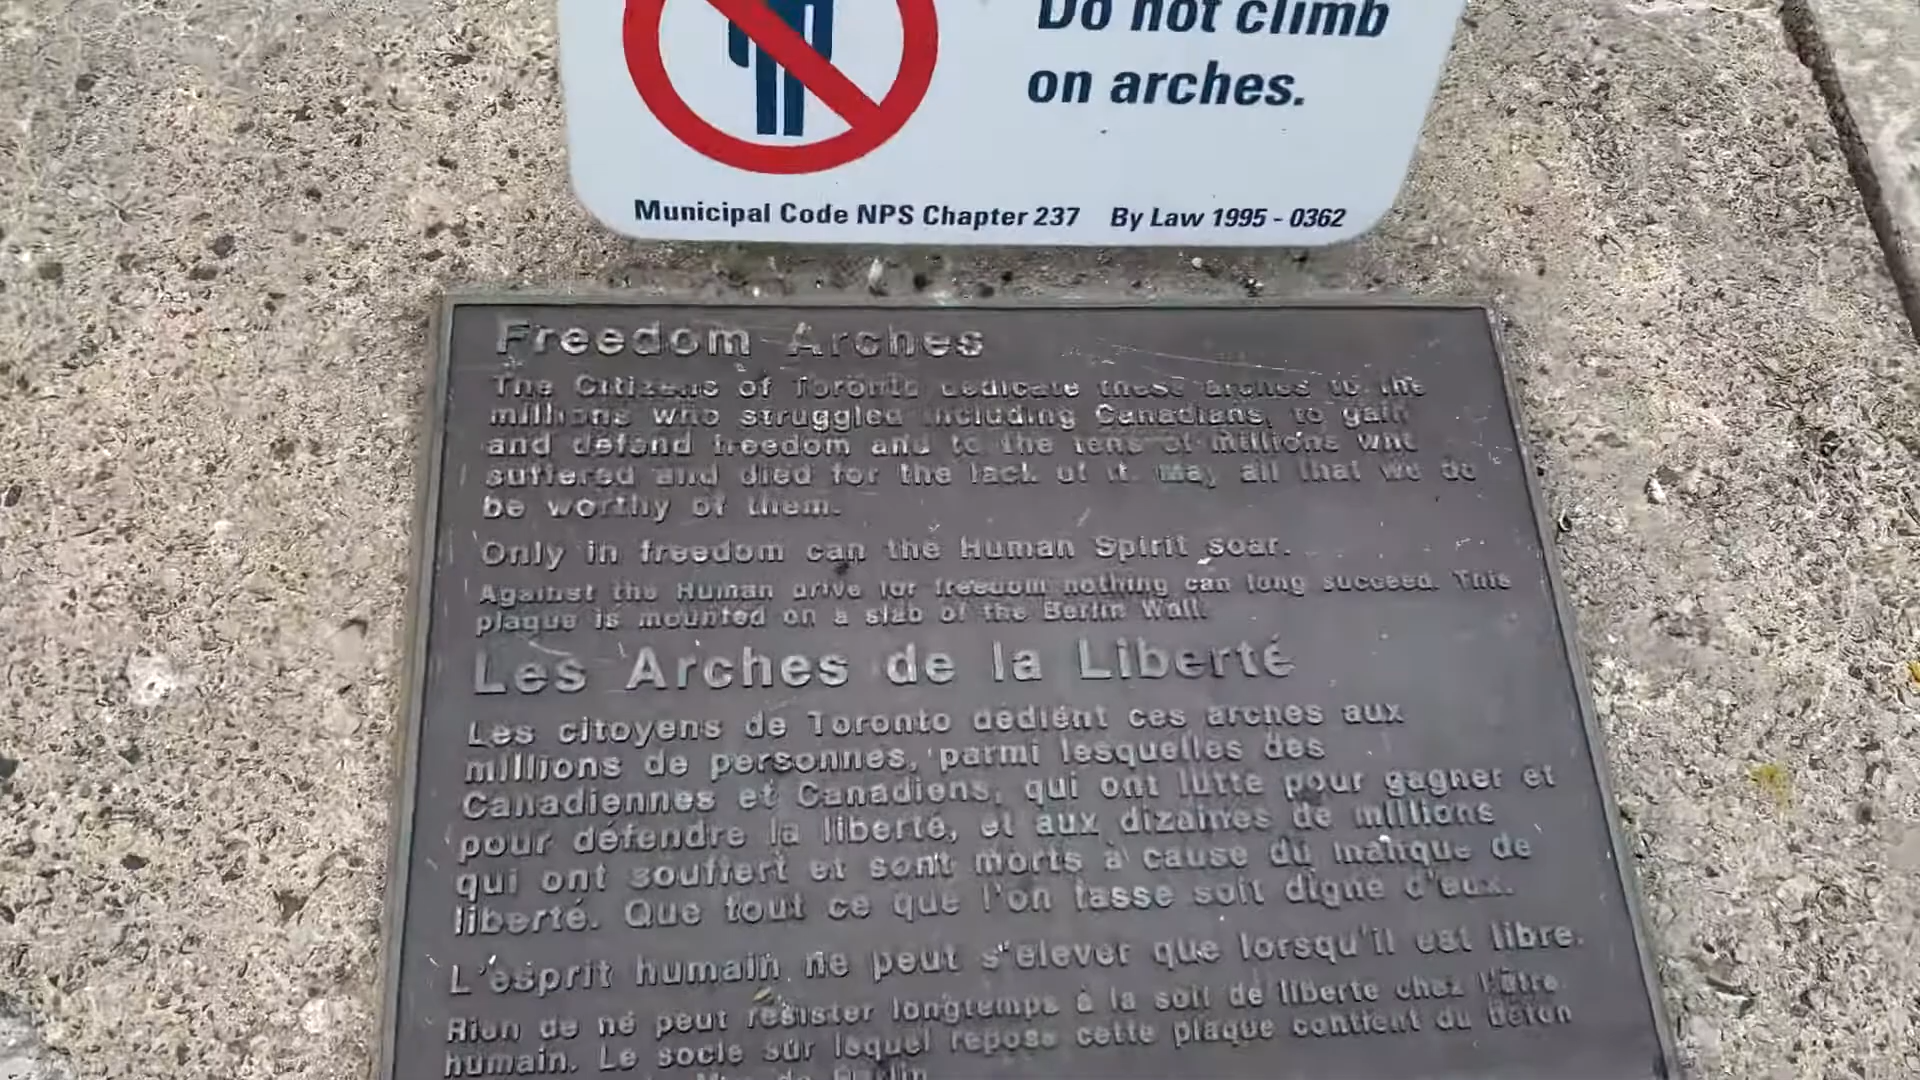 Do not climb
on arches.
Municipal Code NPS Chapter 237 By Law 1995 - 0362
Freedom Arches
The Citizens of Toronto dedicate these arches to the
millions who struggled including Canadians, to gain
and defend freedom and to the tens of millions who
suffered and died for the lack of it. May all that we do
be worthy of them.
Only in freedom can the Human Spirit soar.
Against the Human drive for freedom nothing can long succeed. This
plaque is mounted on a slab of the Berlin Wall.
Les Arches de la Liberté
Les citoyens de Toronto dédient ces arches aux
millions de personnes, parmi lesquelles des
Canadiennes et Canadiens, qui ont lutté pour gagner et
pour défendre la liberté, et aux dizaines de millions
qui ont souffert et sont morts à cause du manque de
liberté. Que tout ce que l'on fasse soit digne d'eux.
L'esprit humain ne peut s'élever que lorsqu'il est libre.
Rien de né peut résister longtemps à la soif de liberté chez l'être
humain. Le socle sur lequel repose cette plaque contient du béton
Mur de Berlin